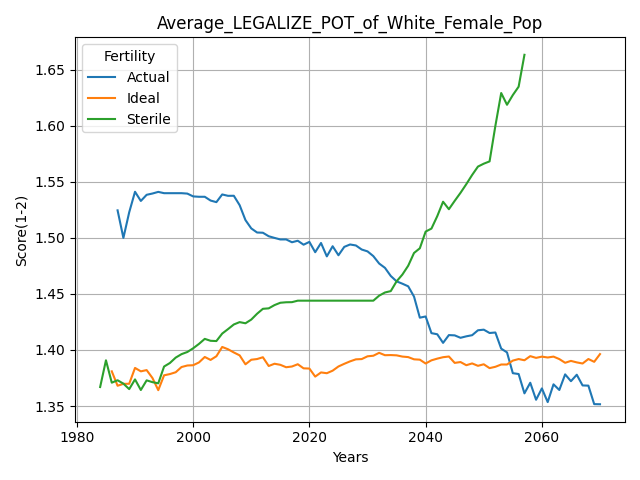 Average_LEGALIZE_POT_of_White_Female_Pop
Fertility
Actual
Ideal
Sterile
Score(1-2)
1.65
1.60
1.55
1.50
1.45
1.40
1.35
1980
2000
2020
2040
2060
Years